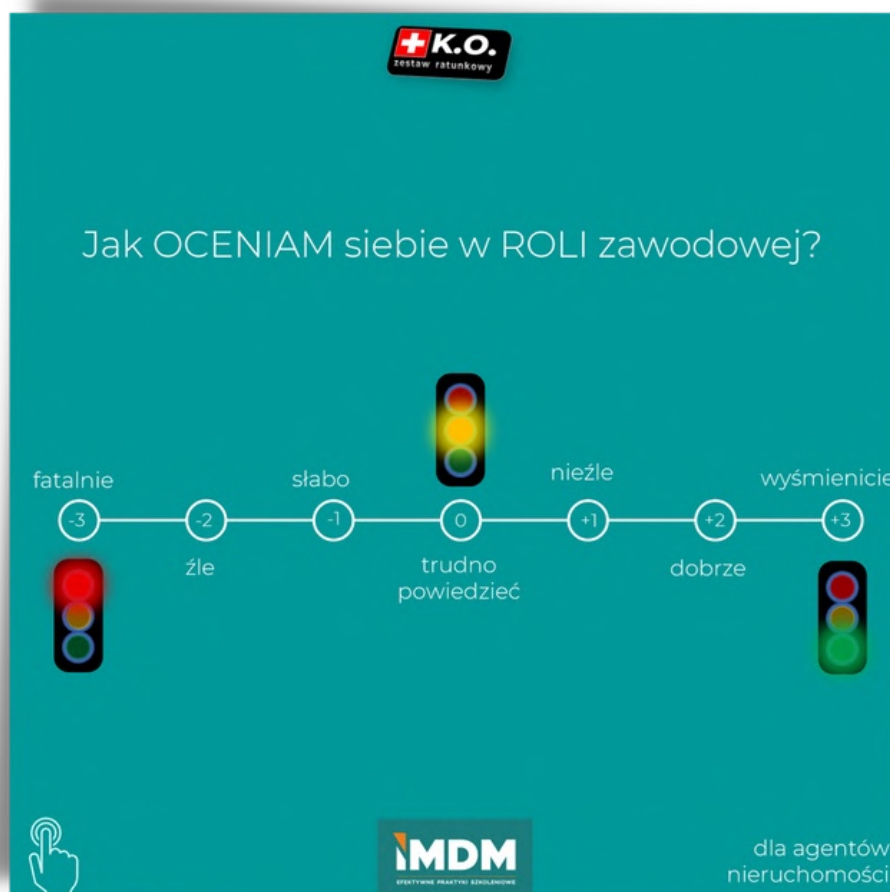 K.O.
zestaw ratunkowy
Jak OCENIAM siebie w ROLI zawodowej?
fatalnie
słabo
nieźle
wyśmienicie
-3
-2
-1
0
+1
+2
+3
źle
trudno
powiedzieć
dobrze
iMDM
EFEKTYWNE PRAKTYKI SZKOLENIOWE
dla agentów
nieruchomości